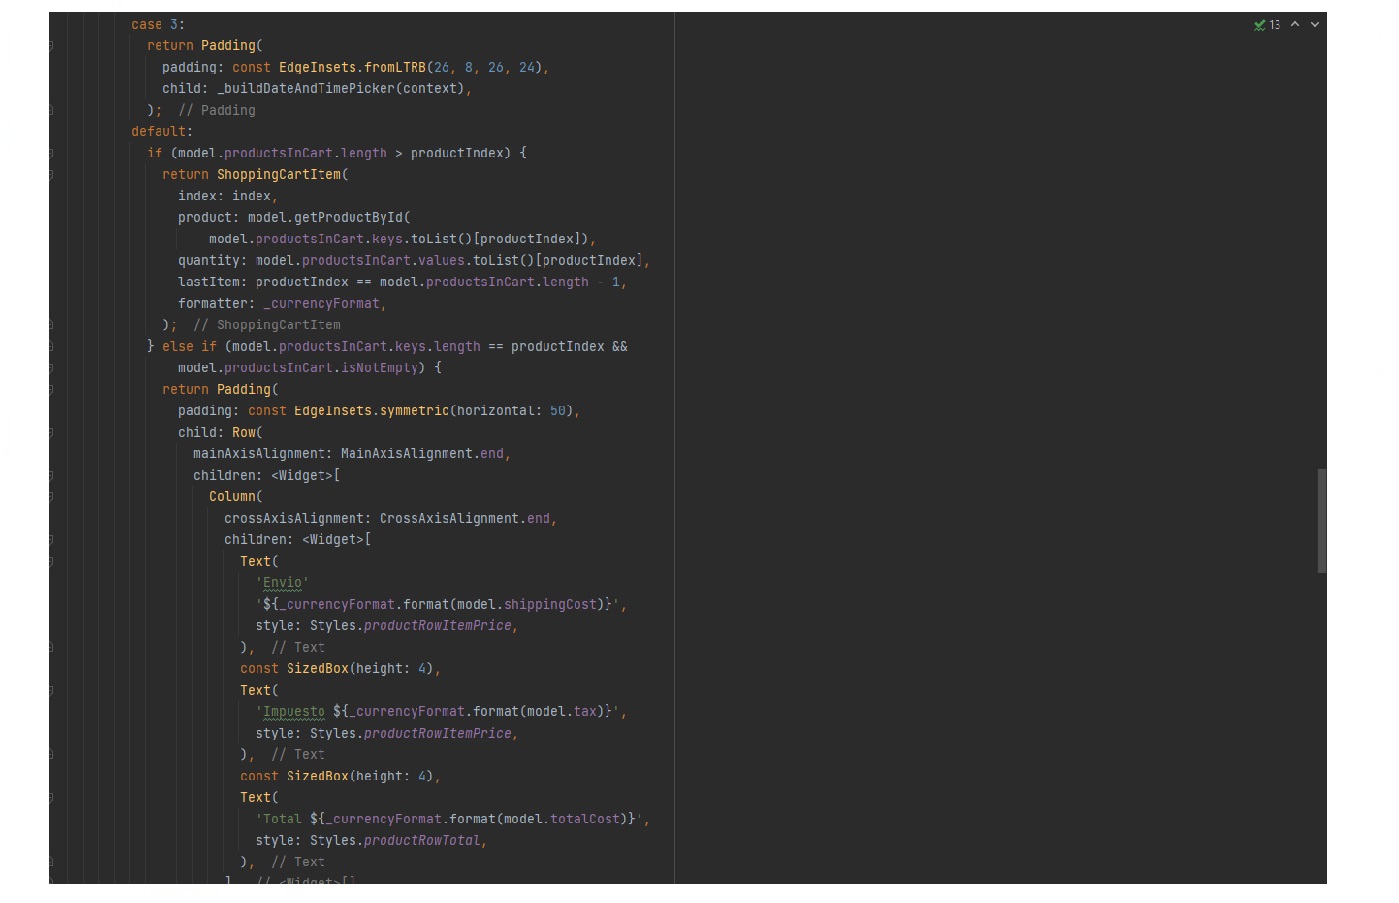 case 3:
return Padding(
padding: const EdgeInsets.fromLTRB(26, 8, 26, 24),
child: _buildDateAndTimePicker(context),
); // Padding
default:
if (model.productsInCart.length > productIndex) {
return ShoppingCartItem(
index: index,
product: model.getProductById(
model.productsInCart.keys.toList()[productIndex]),
quantity: model.productsInCart.values.toList()[productIndex],
lastItem: productIndex == model.productsInCart.length - 1,
formatter: _currencyFormat,
); // ShoppingCartItem
} else if (model.productsInCart.keys.length == productIndex &&
model.productsInCart.isNotEmpty) {
return Padding(
padding: const EdgeInsets.symmetric(horizontal: 50),
child: Row(
mainAxisAlignment: MainAxisAlignment.end,
children: <Widget>[
Column(
crossAxisAlignment: CrossAxisAlignment.end,
children: <Widget>[
Text(
'Envio'
'${_currencyFormat.format(model.shippingCost)}',
style: Styles.productRowItemPrice,
), // Text
const SizedBox(height: 4),
Text(
'Impuesto ${_currencyFormat.format(model.tax)}',
style: Styles.productRowItemPrice,
), // Text
const SizedBox(height: 4),
Text(
'Total ${_currencyFormat.format(model.totalCost)}',
style: Styles.productRowTotal,
), // Text
], // <Widget>[]
13